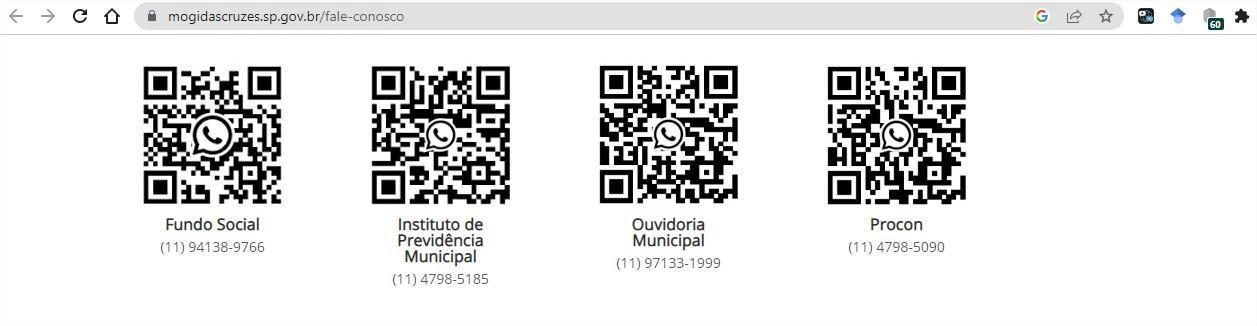 mogidascruzes.sp.gov.br/fale-conosco
60
Fundo Social
(11) 94138-9766
Instituto de
Previdência
Municipal
(11) 4798-5185
Ouvidoria
Municipal
(11) 97133-1999
Procon
(11) 4798-5090